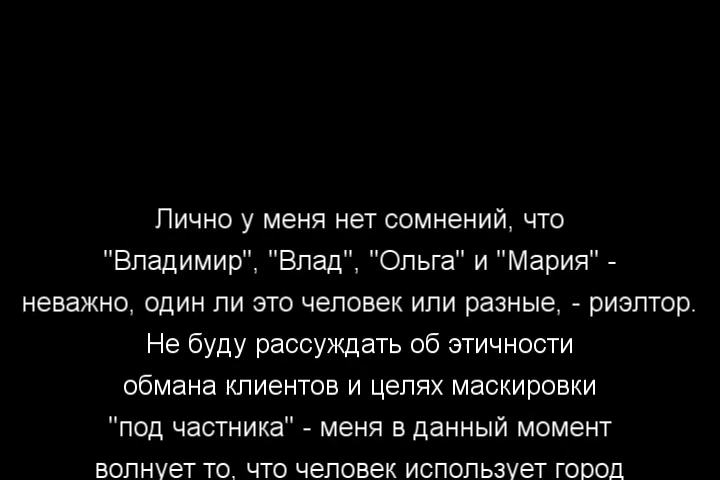 Лично у меня нет сомнений, что
"Владимир", "Влад", "Ольга" и "Мария" -
неважно, один ли это человек или разные, - риэлтор.
Не буду рассуждать об этичности
обмана клиентов и целях маскировки
"под частника" - меня в данный момент
волнует то, что человек использует город